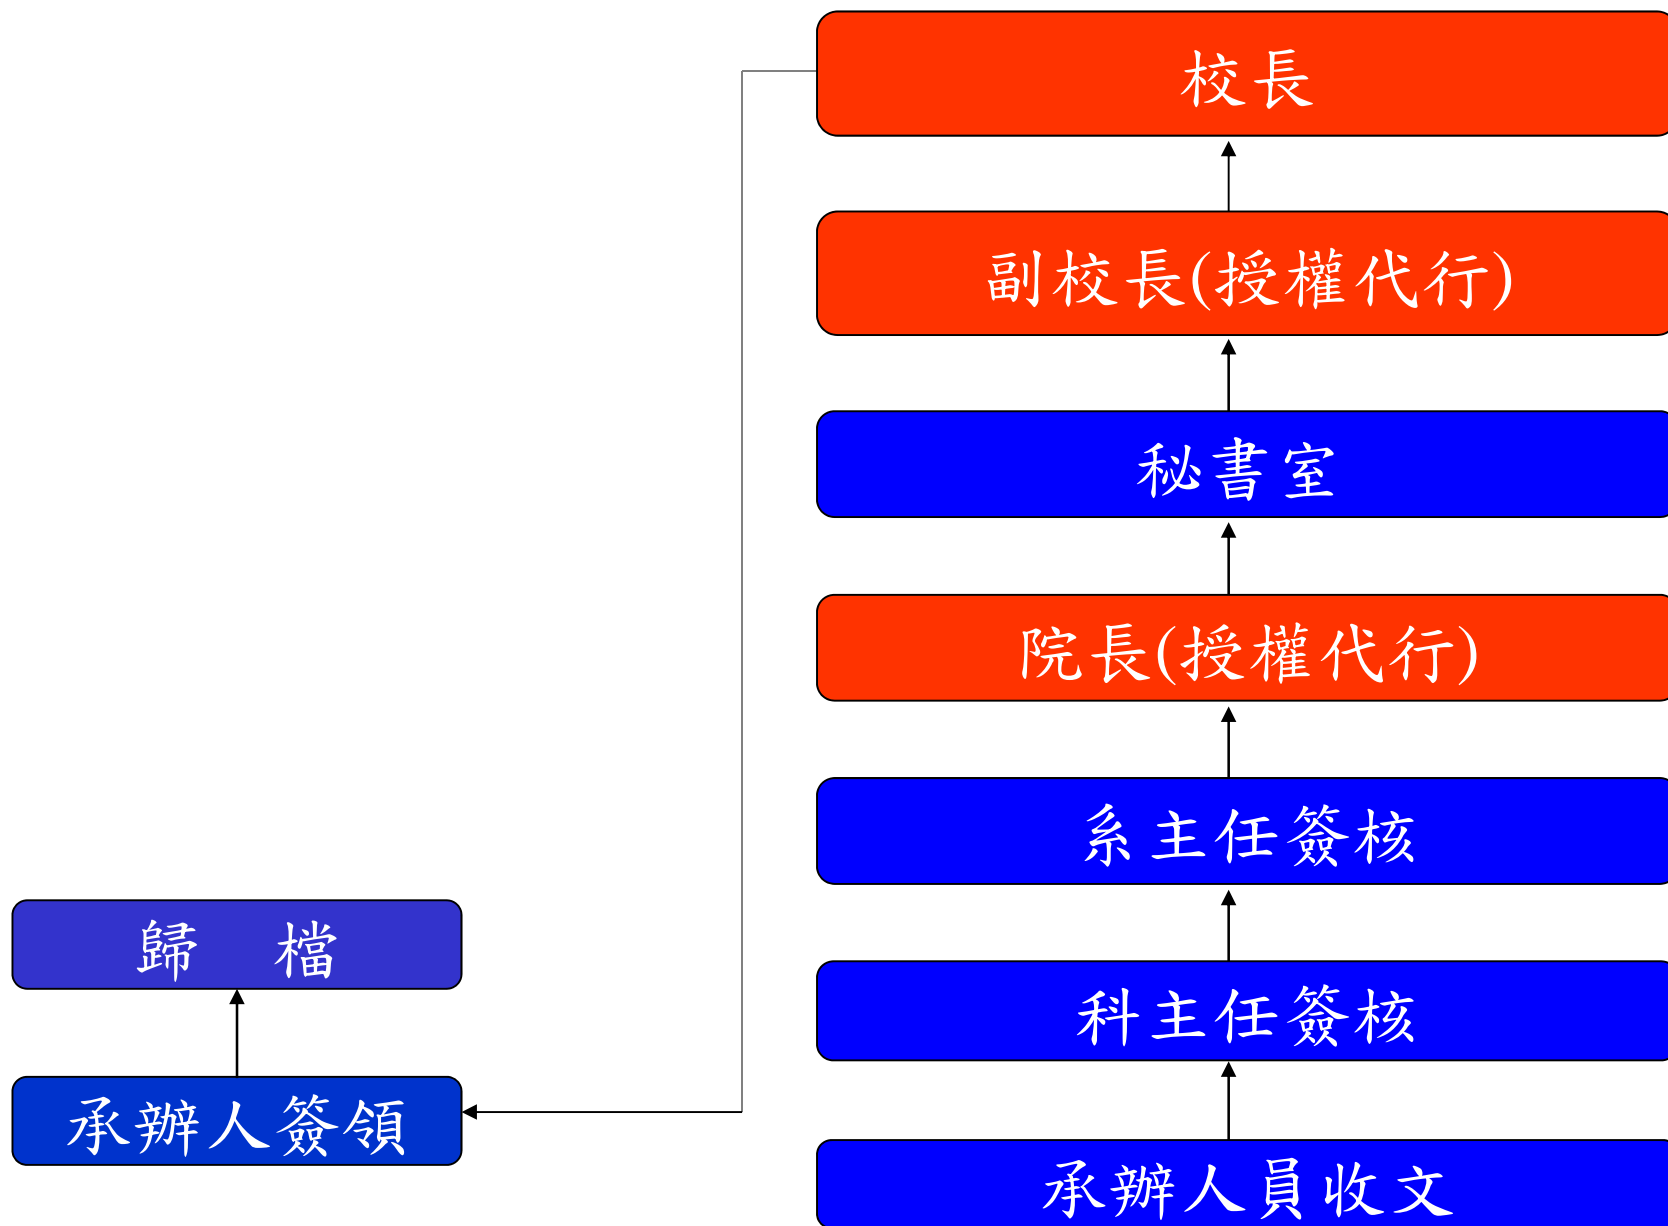 校長
副校長(授權代行)
秘書室
院長(授權代行)
系主任簽核
歸 檔
科主任簽核
承辦人簽領
承辦人員收文